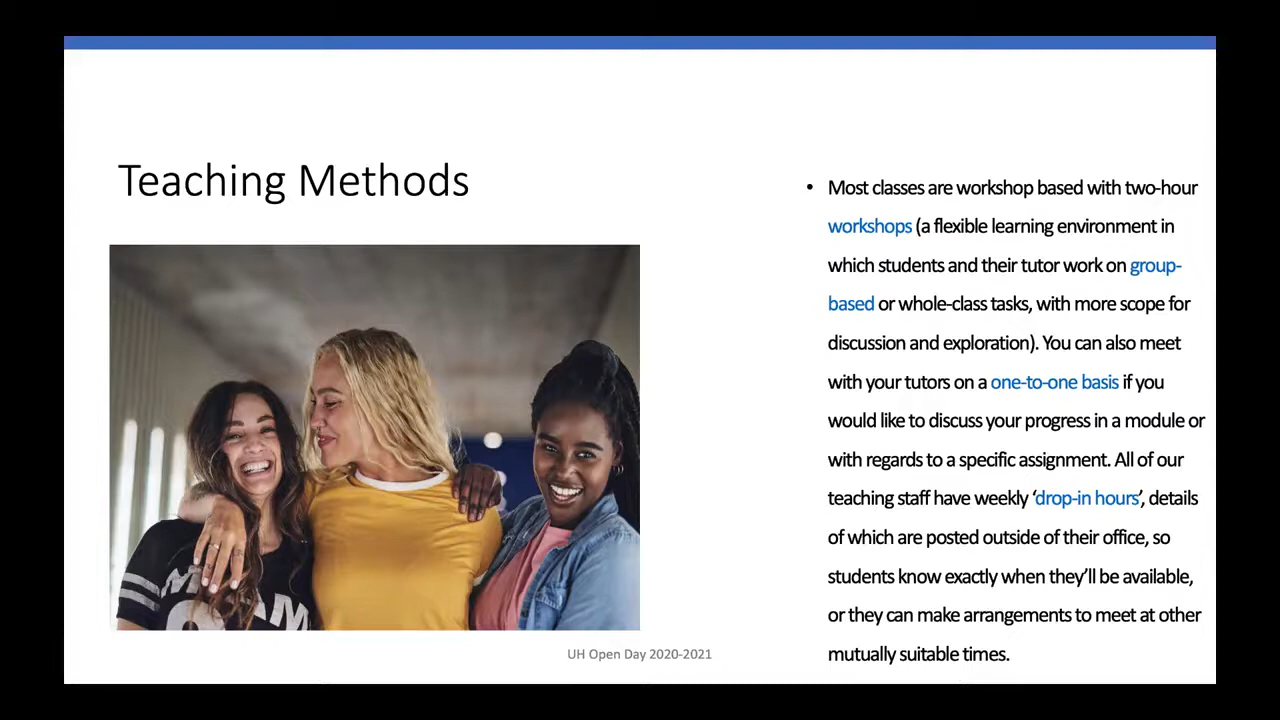 Teaching Methods
• Most classes are workshop based with two-hour
workshops (a flexible learning environment in
which students and their tutor work on group-
based or whole-class tasks, with more scope for
discussion and exploration). You can also meet
with your tutors on a one-to-one basis if you
would like to discuss your progress in a module or
with regards to a specific assignment. All of our
teaching staff have weekly ‘drop-in hours’, details
of which are posted outside of their office, so
students know exactly when they’ll be available,
or they can make arrangements to meet at other
mutually suitable times.
UH Open Day 2020-2021